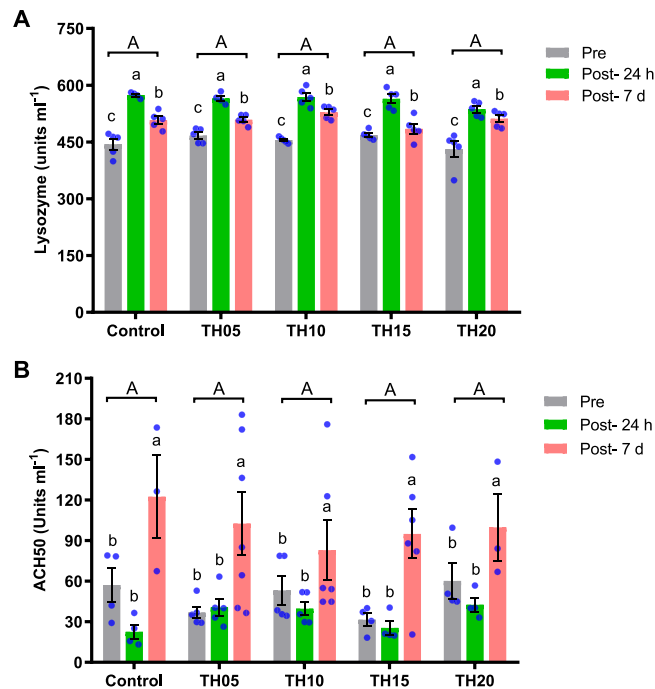 A
A A A A A
Pre
Post- 24 h
Post- 7 d
a a a a a
b b b b b
c c c c c
Lysozyme (units ml⁻¹)
750
600
450
300
150
0
Control TH05 TH10 TH15 TH20
B
A A A A A
Pre
Post- 24 h
Post- 7 d
a a a a a
b b b b b
b b b b b
ACH50 (Units ml⁻¹)
210
180
150
120
90
60
30
0
Control TH05 TH10 TH15 TH20